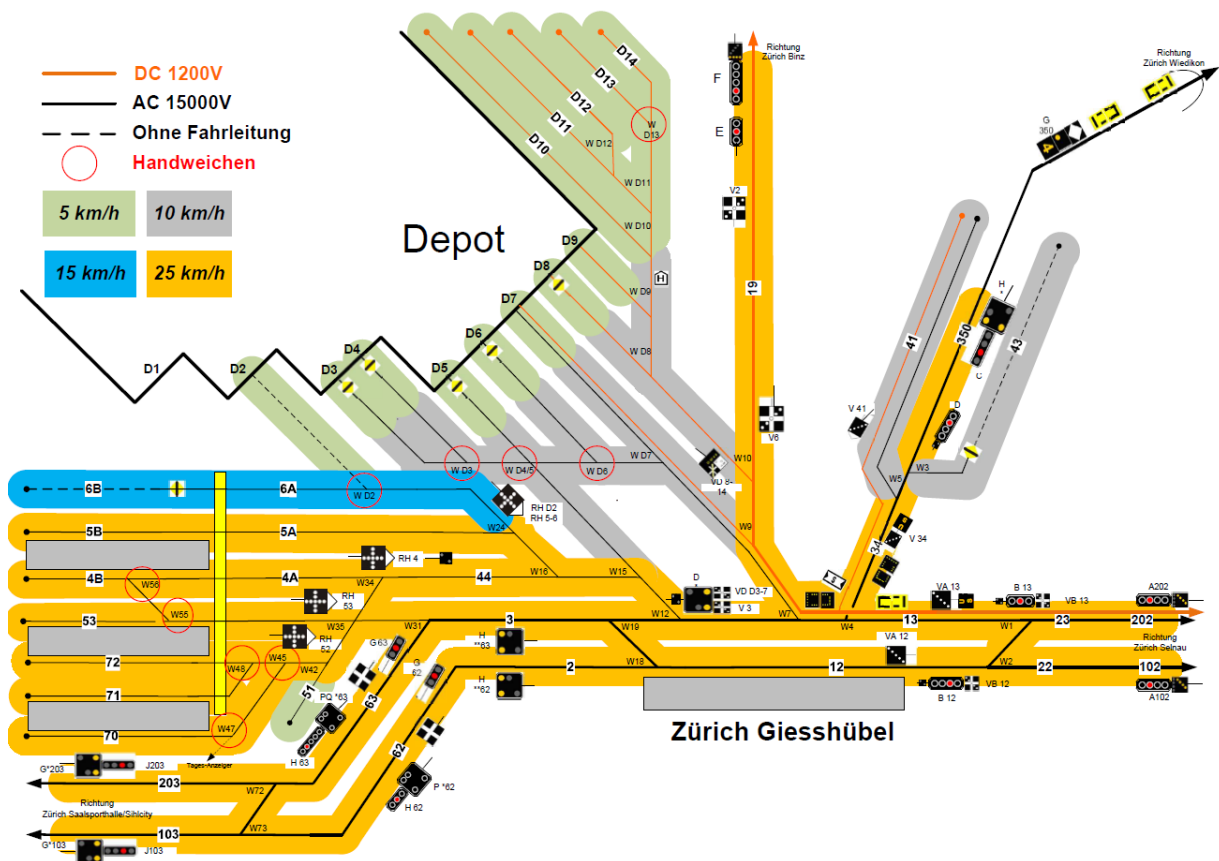 DC 1200V
AC 15000V
Ohne Fahrleitung
Handweichen
5 km/h
10 km/h
15 km/h
25 km/h
Depot
D14
D13
D12
D11
D10
W D13
W D12
W D11
W D10
W D9
W D8
H
D9
D8
D7
D6
D5
D4
D3
D2
D1
F
E
Richtung
Zürich Binz
V2
19
V6
Richtung
Zürich Wiedikon
G
350
4
H
*
C
350
43
41
D
V 41
W3
W5
34
V 34
W D3
W D4/5
W D6
W D7
W10
VD 8-
14
W9
W D2
6B
6A
RH D2
RH 5-6
W24
5B
5A
4B
4A
44
RH 4
W56
W55
W34
W16
W15
D
*
VD D3-7
V 3
W12
W7
W4
VA 13
B 13
VB 13
A202
53
RH
53
W35
W31
3
W19
13
W1
23
202
Richtung
Zürich Selnau
72
RH
52
W45
W48
W42
G 63
H
**63
G
62
H
**62
2
W18
12
VA 12
W2
22
102
B 12
VB 12
A102
71
51
PQ *63
63
70
W47
Tages-Anzeiger
H 63
62
P *62
H 62
Zürich Giesshübel
G*203
J203
203
W72
Richtung
Zürich Saalsporthalle/Sihlcity
103
W73
G*103
J103